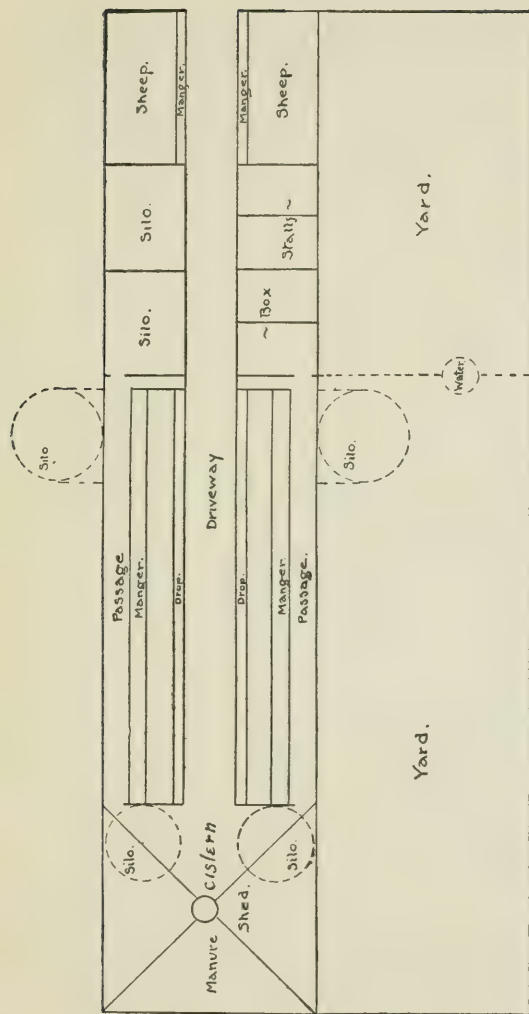 Silo
Passage
Manger.
Drop.
Silo.
Silo.
Silo.
Sheep.
Manger.
Manure
Cistern
Driveway
Shed.
Silo.
Drop.
Manger.
Passage.
~ Box Stalls ~
Manger.
Sheep.
Silo.
Yard.
(Water)
Yard.